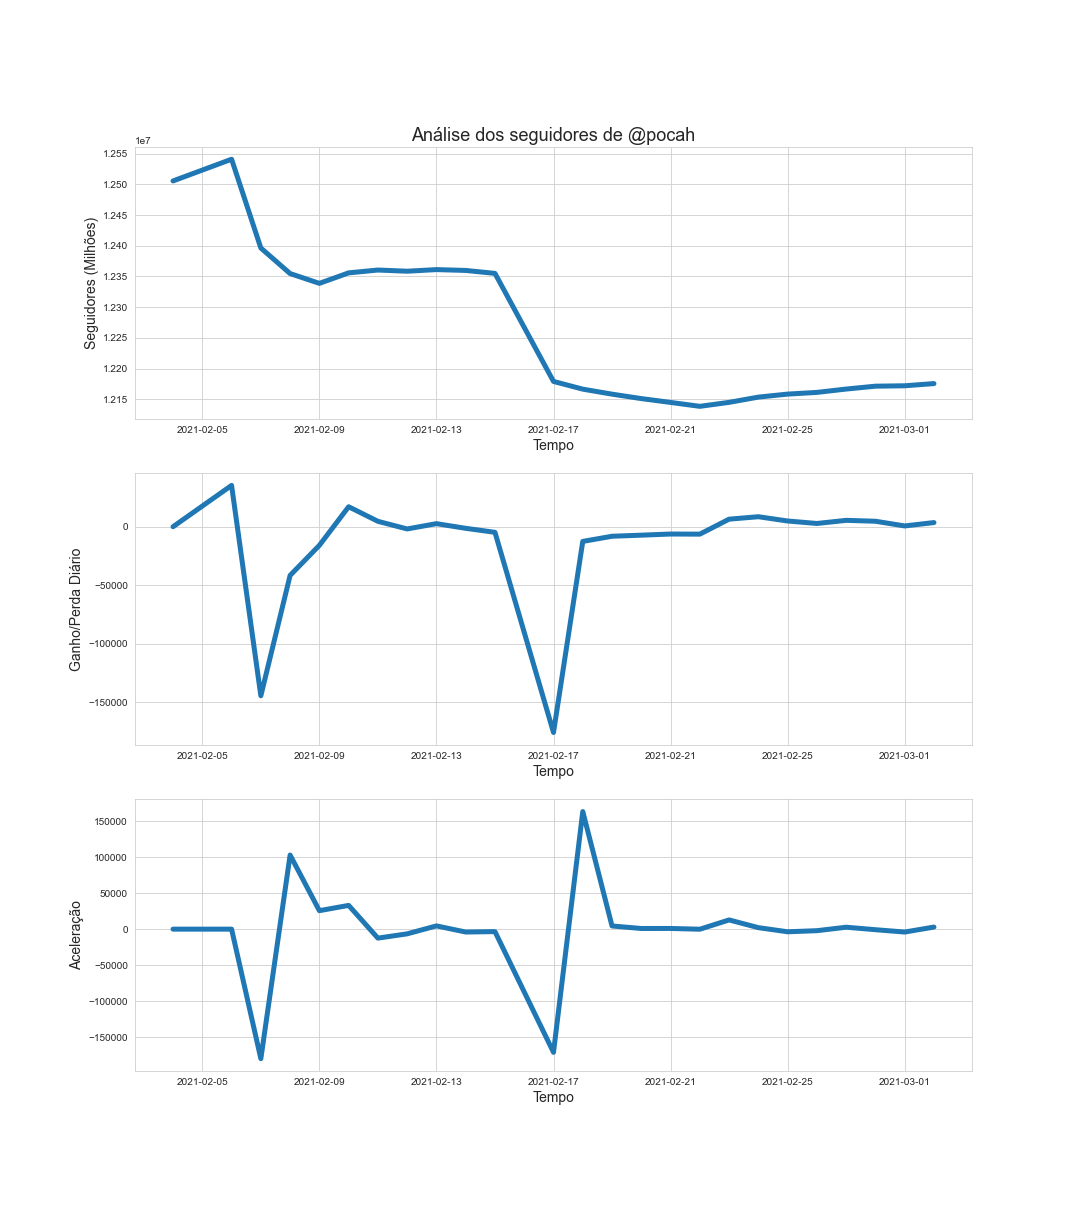 Análise dos seguidores de @pocah
1e7
1.255
1.250
1.245
1.240
1.235
1.230
1.225
1.220
1.215
Seguidores (Milhões)
2021-02-05 2021-02-09 2021-02-13 2021-02-17 2021-02-21 2021-02-25 2021-03-01
Tempo
0
−50000
−100000
−150000
Ganho/Perda Diário
2021-02-05 2021-02-09 2021-02-13 2021-02-17 2021-02-21 2021-02-25 2021-03-01
Tempo
150000
100000
50000
0
−50000
−100000
−150000
Aceleração
2021-02-05 2021-02-09 2021-02-13 2021-02-17 2021-02-21 2021-02-25 2021-03-01
Tempo